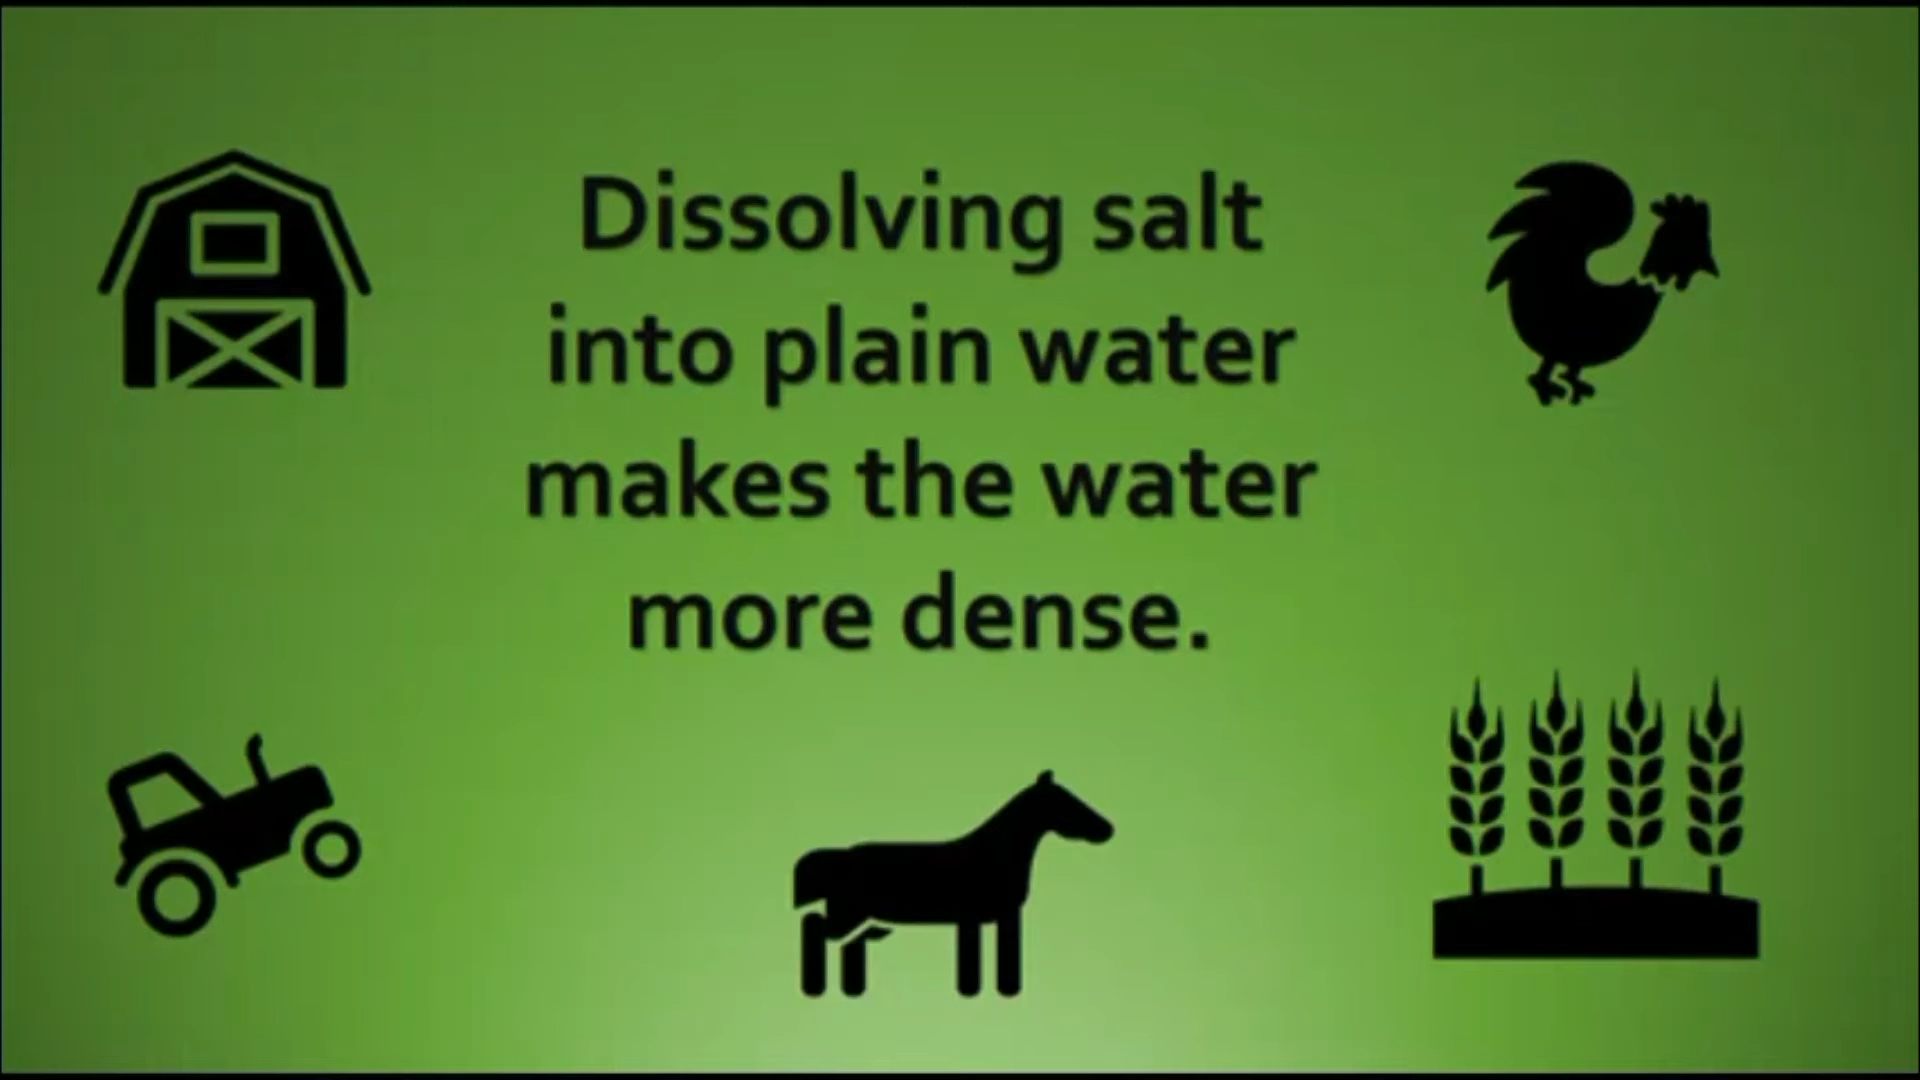 Dissolving salt
into plain water
makes the water
more dense.